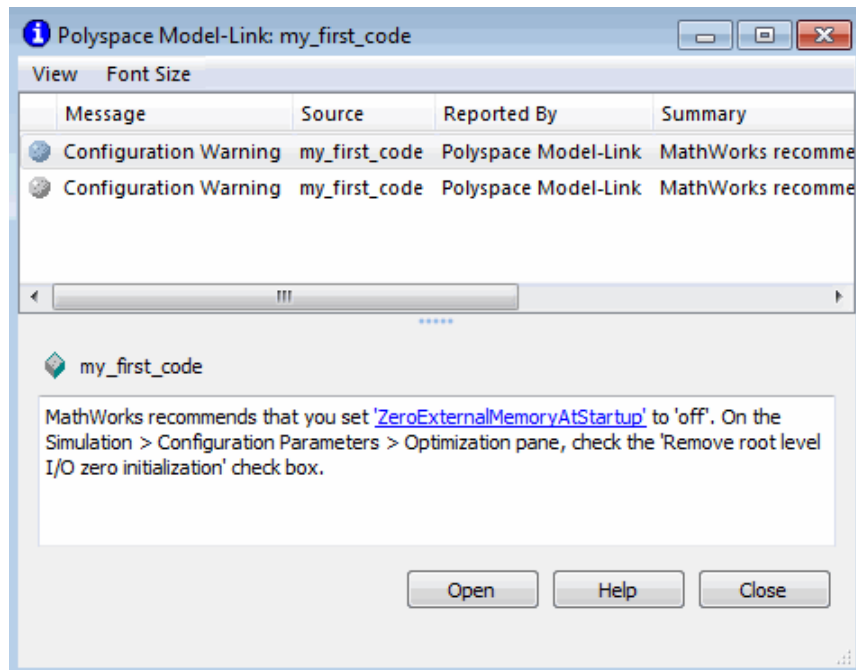 Polyspace Model-Link: my_first_code
View Font Size
Message Source Reported By Summary
Configuration Warning my_first_code Polyspace Model-Link MathWorks recomme
Configuration Warning my_first_code Polyspace Model-Link MathWorks recomme
my_first_code
MathWorks recommends that you set 'ZeroExternalMemoryAtStartup' to 'off'. On the
Simulation > Configuration Parameters > Optimization pane, check the 'Remove root level
I/O zero initialization' check box.
Open Help Close